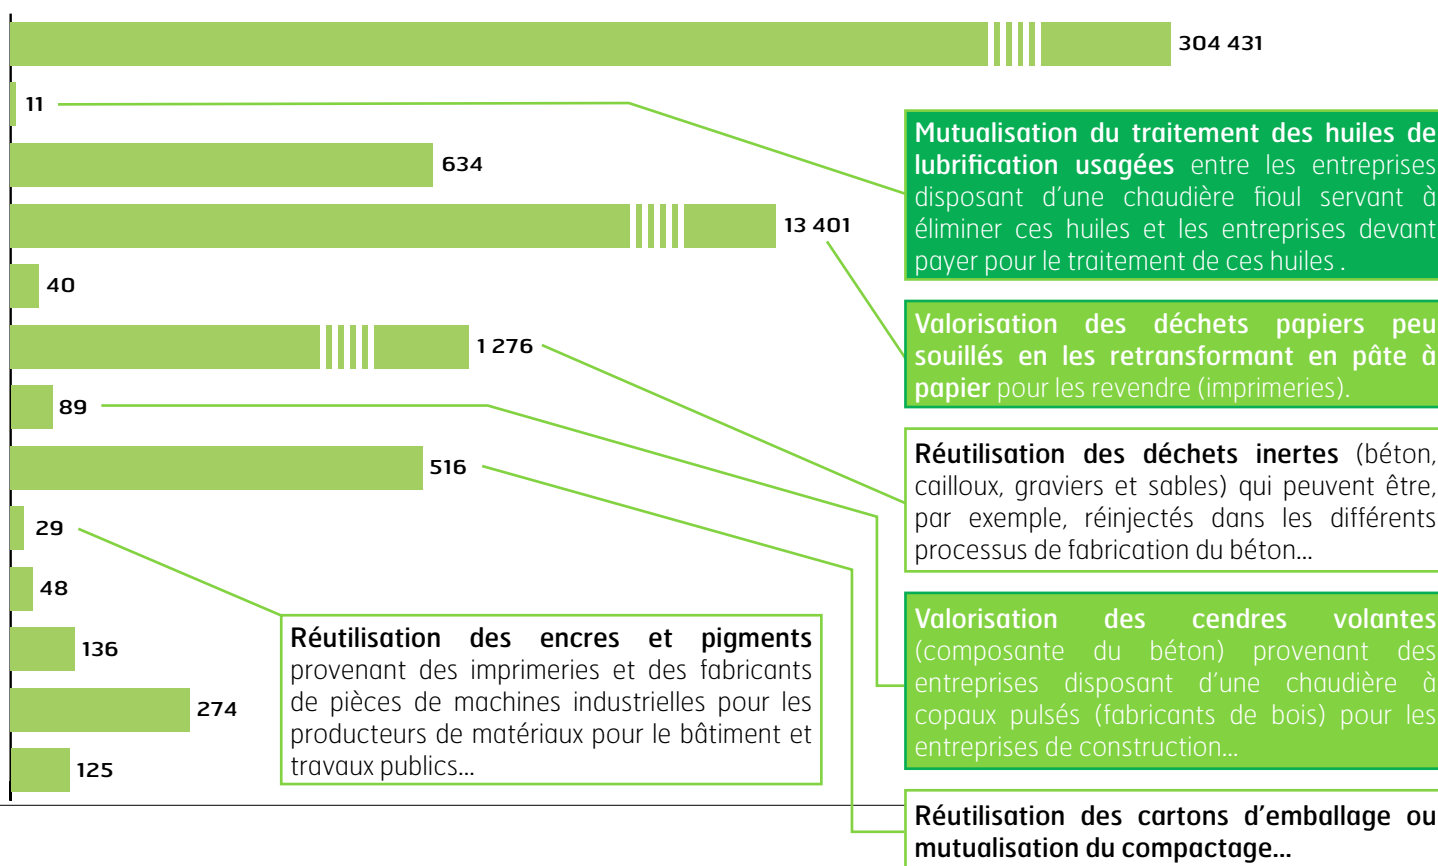 304 431
11
634
13 401
40
1 276
89
516
29
48
136
274
125
Mutualisation du traitement des huiles de
lubrification usagées entre les entreprises
disposant d'une chaudière fioul servant à
éliminer ces huiles et les entreprises devant
payer pour le traitement de ces huiles .
Valorisation des déchets papiers peu
souillés en les retransformant en pâte à
papier pour les revendre (imprimeries).
Réutilisation des déchets inertes (béton,
cailloux, graviers et sables) qui peuvent être,
par exemple, réinjectés dans les différents
processus de fabrication du béton...
Valorisation des cendres volantes
(composante du béton) provenant des
entreprises disposant d'une chaudière à
copaux pulsés (fabricants de bois) pour les
entreprises de construction...
Réutilisation des encres et pigments
provenant des imprimeries et des fabricants
de pièces de machines industrielles pour les
producteurs de matériaux pour le bâtiment et
travaux publics...
Réutilisation des cartons d'emballage ou
mutualisation du compactage...